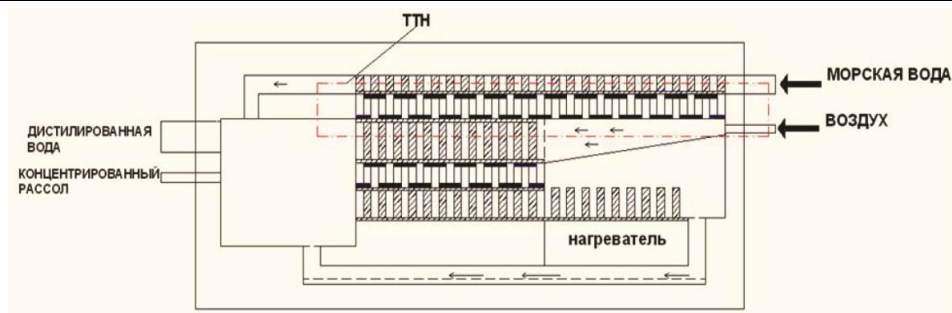 ТТН
МОРСКАЯ ВОДА
ВОЗДУХ
ДИСТИЛИРОВАННАЯ
ВОДА
КОНЦЕНТРИРОВАННЫЙ
РАССОЛ
нагреватель